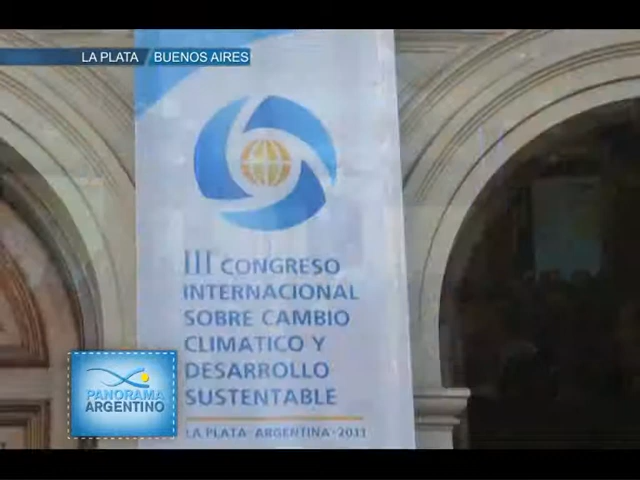 LA PLATA / BUENOS AIRES
III CONGRESO
INTERNACIONAL
SOBRE CAMBIO
CLIMATICO Y
DESARROLLO
SUSTENTABLE
LA PLATA - ARGENTINA - 2011
PANORAMA
ARGENTINO